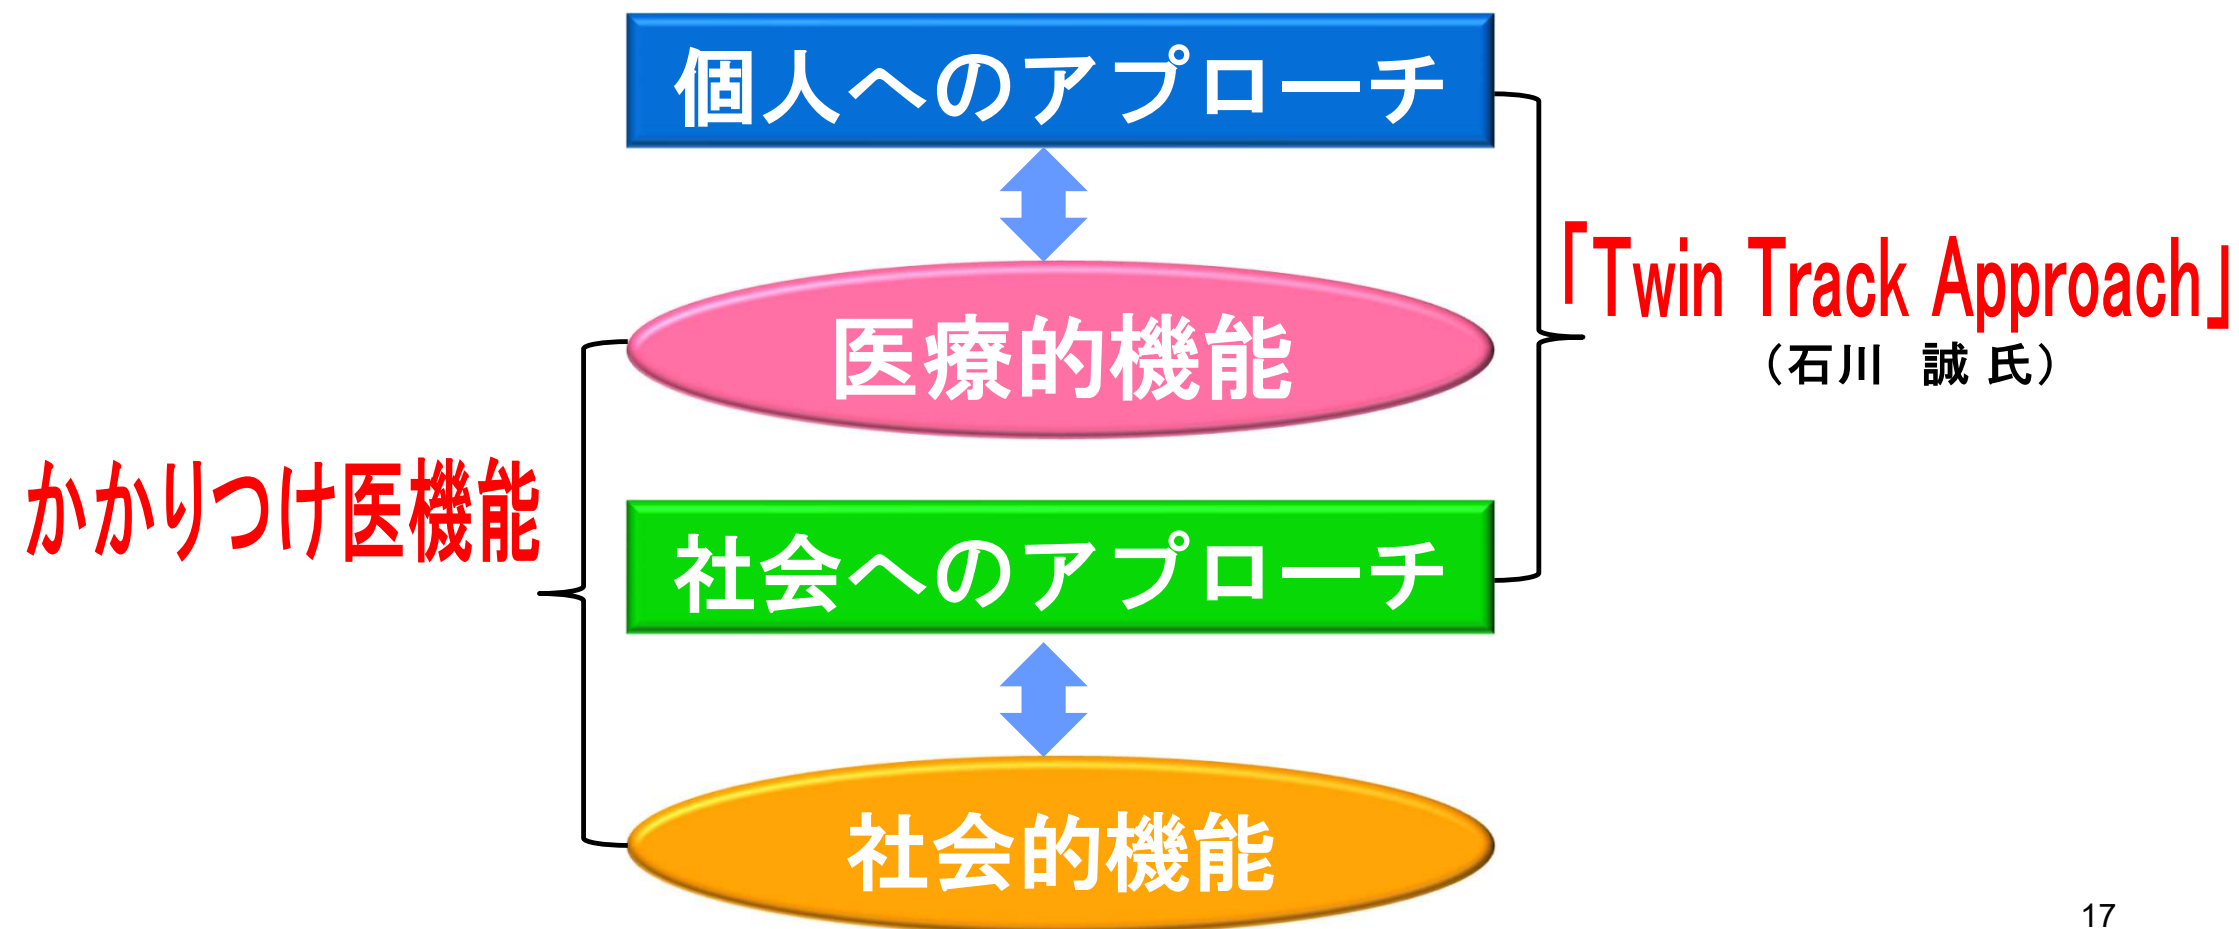 個人へのアプローチ
医療的機能
「Twin Track Approach」
（石川　誠 氏）
かかりつけ医機能
社会へのアプローチ
社会的機能
17